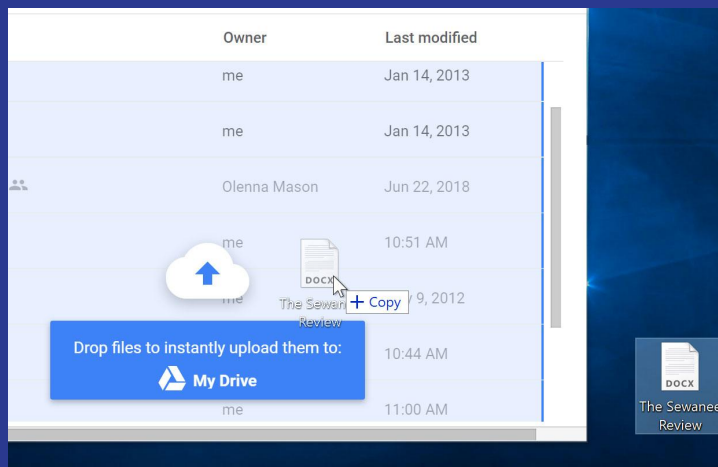 Owner Last modified
me Jan 14, 2013
me Jan 14, 2013
Olenna Mason Jun 22, 2018
me 10:51 AM
DOCX
me 9, 2012
The Sewan
Review
+ Copy
Drop files to instantly upload them to:
My Drive
10:44 AM
me 11:00 AM
DOCX
The Sewanee
Review